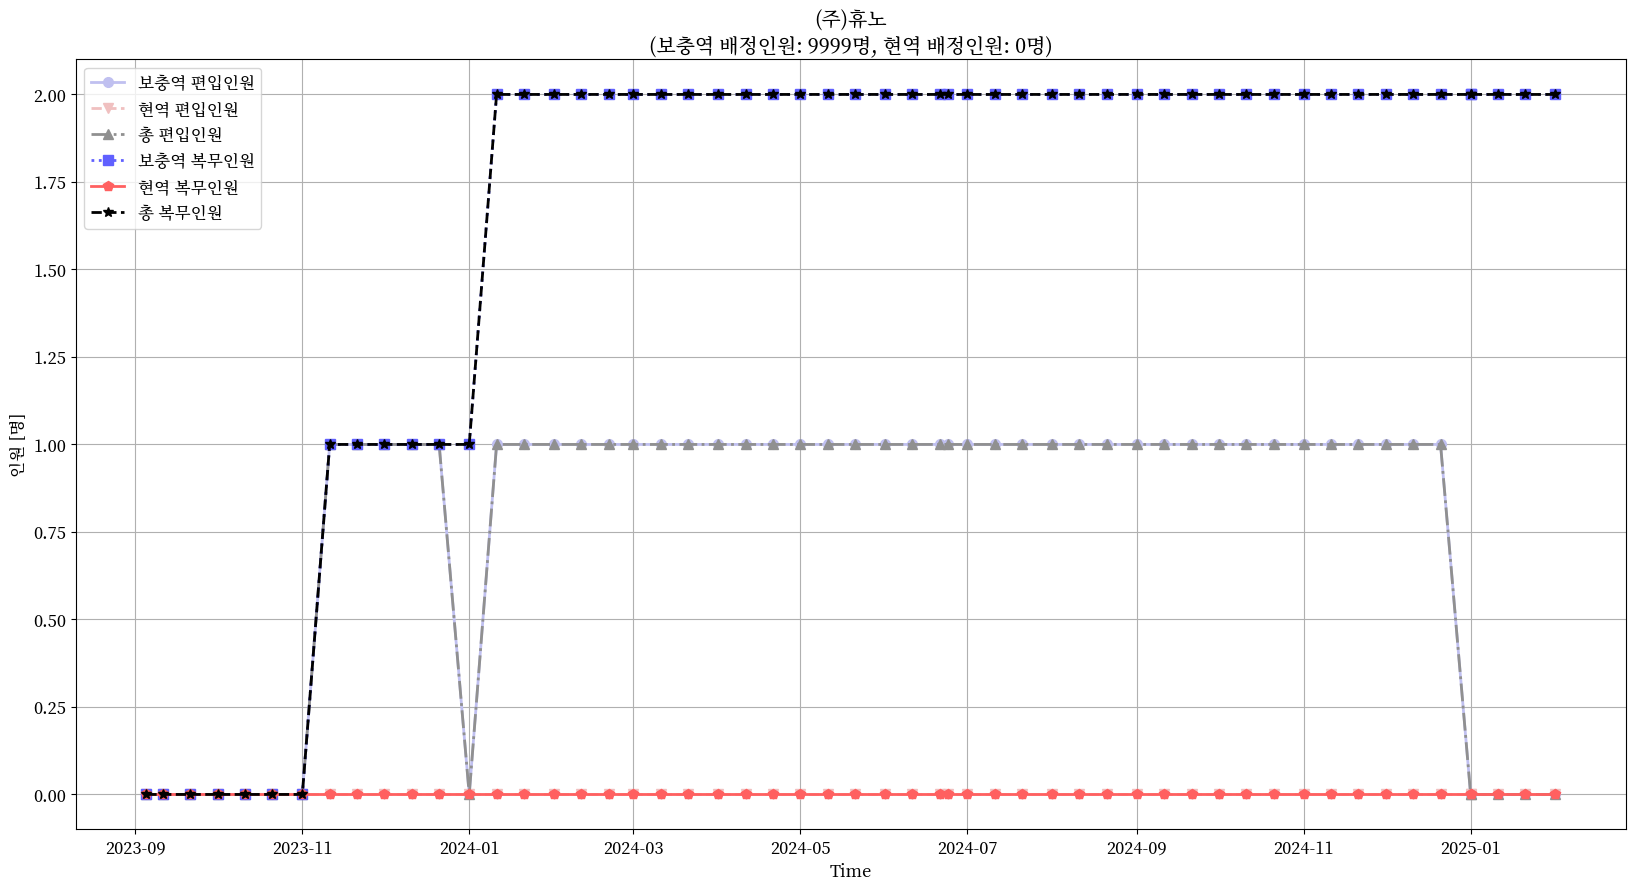 (주)휴노
(보충역 배정인원: 9999명, 현역 배정인원: 0명)
보충역 편입인원
현역 편입인원
총 편입인원
보충역 복무인원
현역 복무인원
총 복무인원
2.00
1.75
1.50
1.25
1.00
0.75
0.50
0.25
0.00
인원 [명]
2023-09 2023-11 2024-01 2024-03 2024-05 2024-07 2024-09 2024-11 2025-01
Time